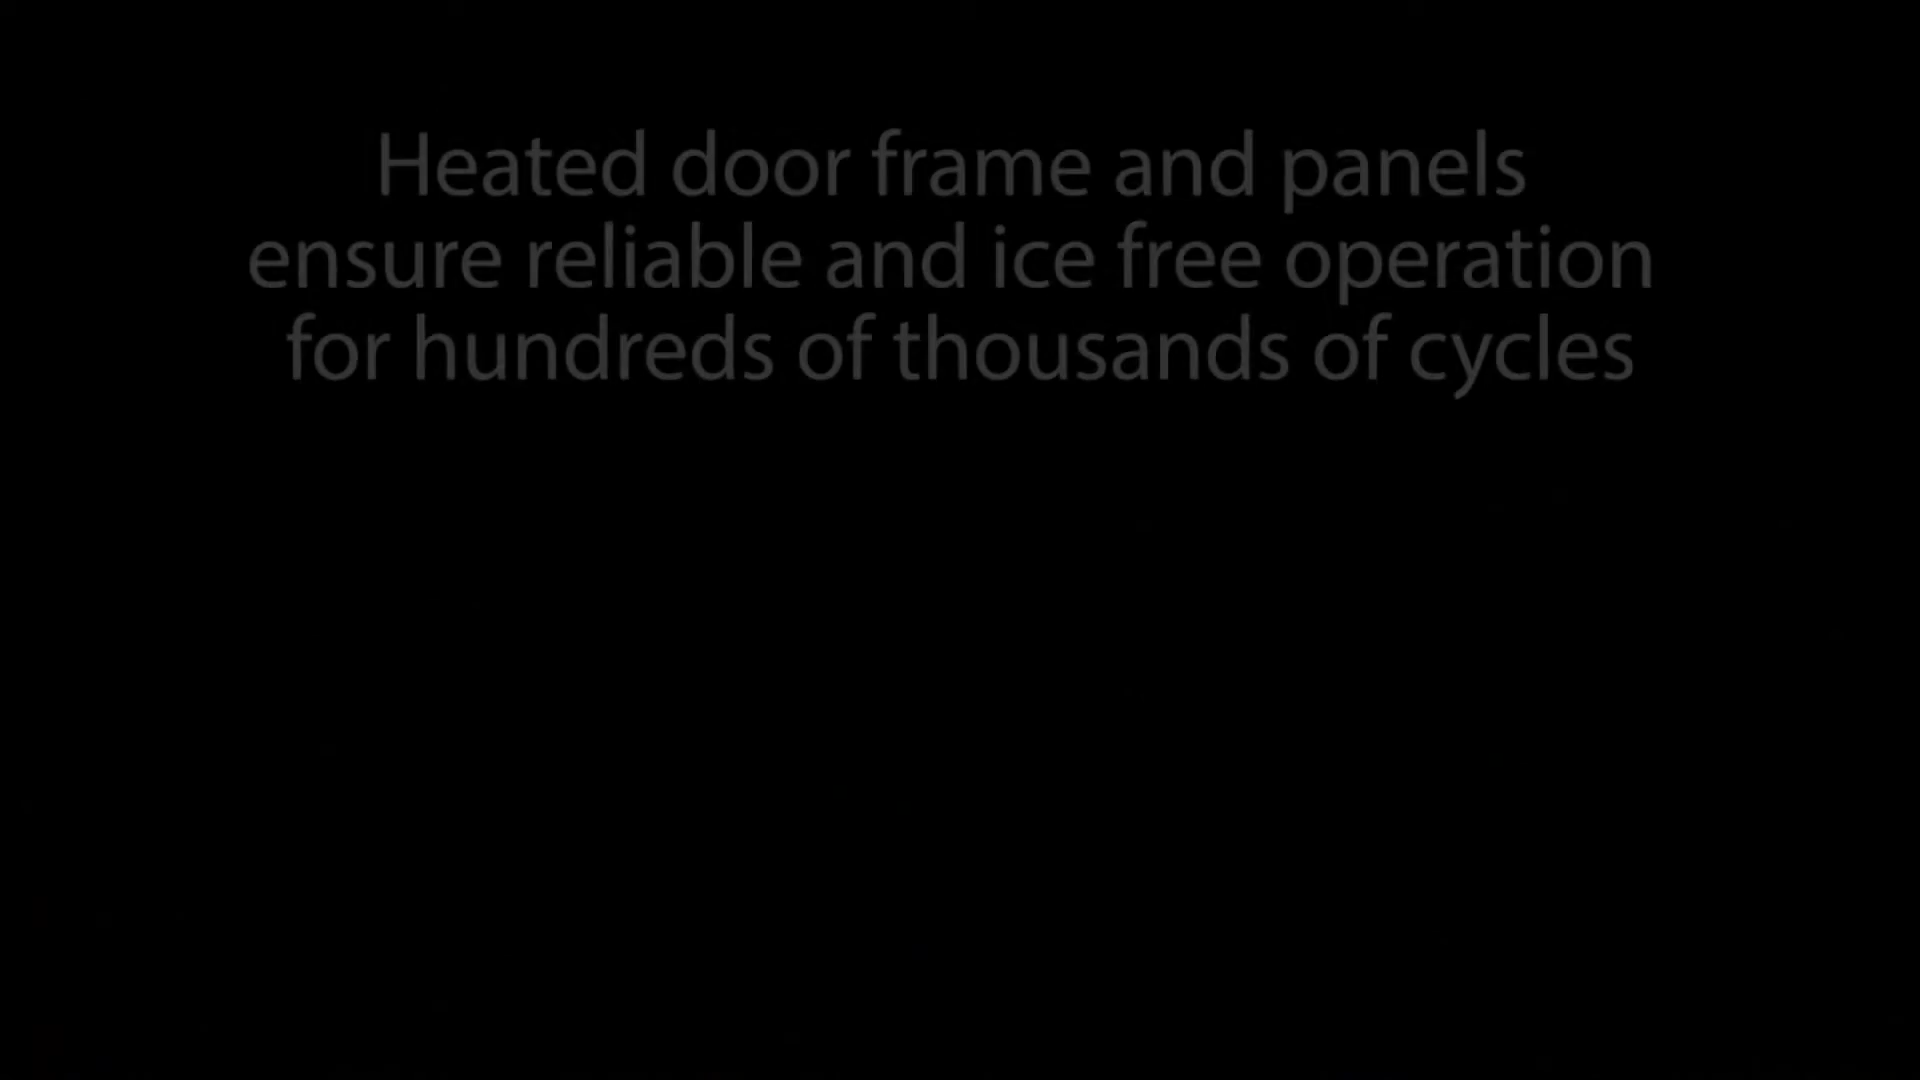 Heated door frame and panels
ensure reliable and ice free operation
for hundreds of thousands of cycles